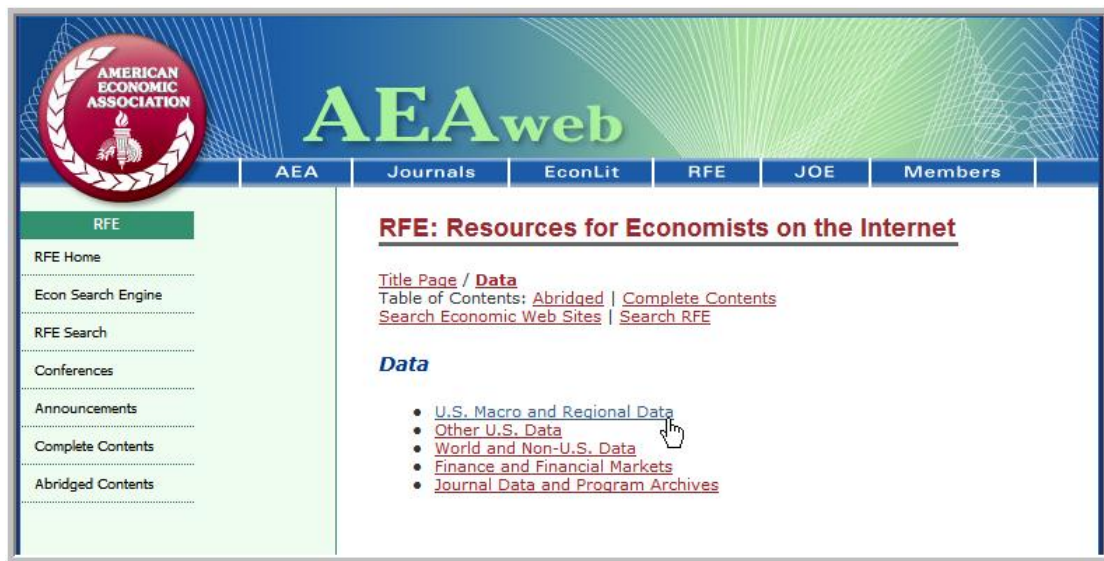 AMERICAN
ECONOMIC
ASSOCIATION
AEAweb
AEA Journals EconLit RFE JOE Members
RFE
RFE Home
Econ Search Engine
RFE Search
Conferences
Announcements
Complete Contents
Abridged Contents
RFE: Resources for Economists on the Internet
Title Page / Data
Table of Contents: Abridged | Complete Contents
Search Economic Web Sites | Search RFE
Data
• U.S. Macro and Regional Data
• Other U.S. Data
• World and Non-U.S. Data
• Finance and Financial Markets
• Journal Data and Program Archives